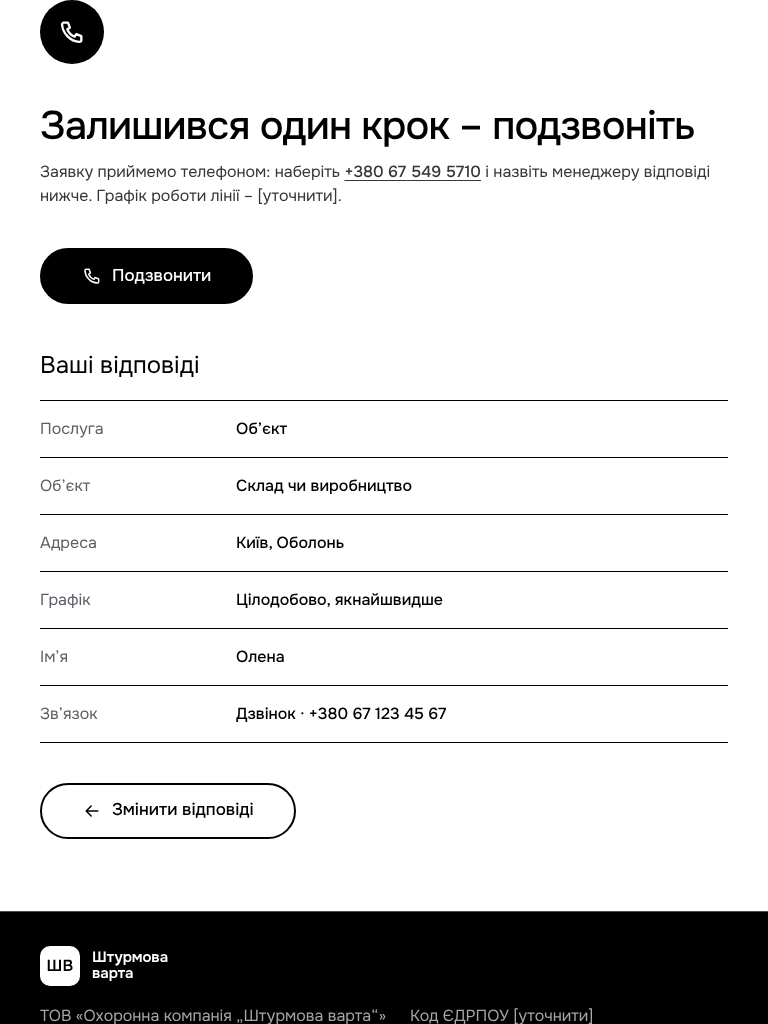 Залишився один крок – подзвоніть
Заявку приймемо телефоном: наберіть +380 67 549 5710 і назвіть менеджеру відповіді
нижче. Графік роботи лінії – [уточнити].
Подзвонити
Ваші відповіді
Послуга Об’єкт
Об’єкт Склад чи виробництво
Адреса Київ, Оболонь
Графік Цілодобово, якнайшвидше
Ім’я Олена
Зв’язок Дзвінок · +380 67 123 45 67
Змінити відповіді
ШВ Штурмова
варта
ТОВ «Охоронна компанія „Штурмова варта“» Код ЄДРПОУ [уточнити]